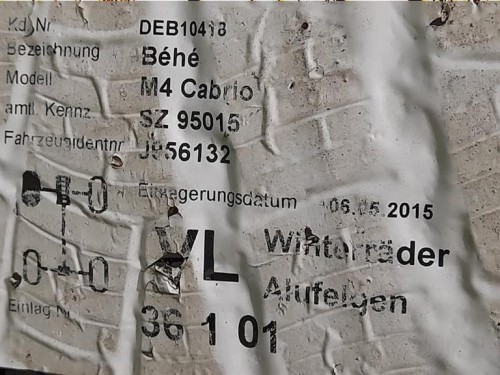 Kd. Nr. DEB10413
Bezeichnung Béhé
Modell M4 Cabrio
amtl. Kennz. SZ 95015
Fahrzeugidentnr J956132
Einlagerungsdatum 06.05.2015
VL Winterräder
Alufelgen
Einlag Nr. 36 1 01